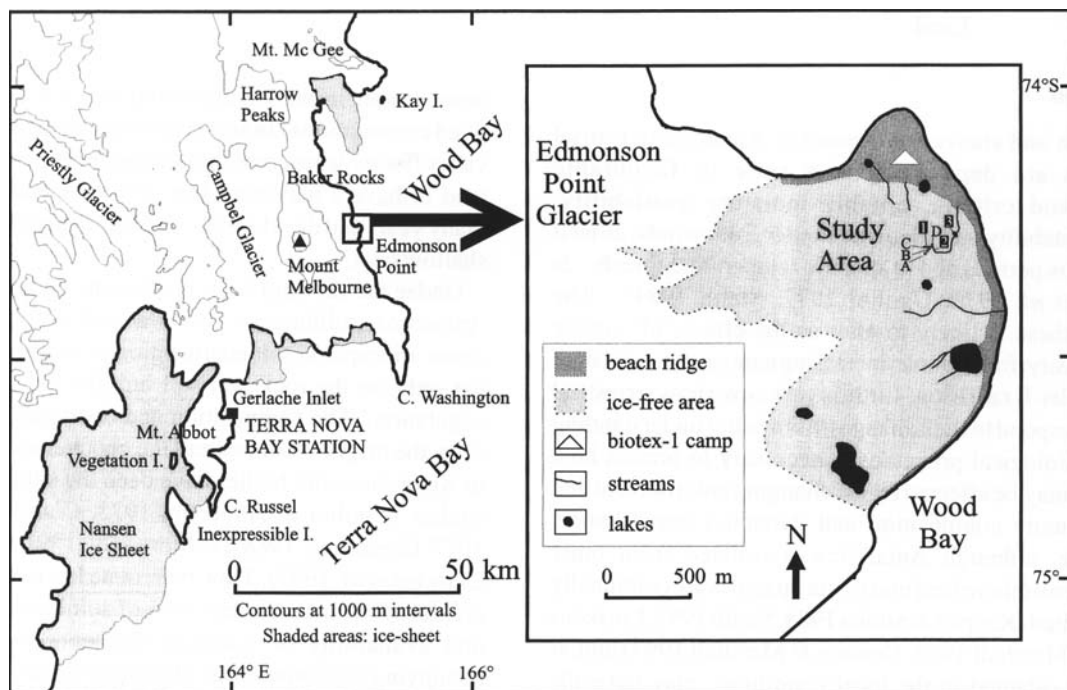 Mt. Mc Gee
Harrow
Peaks
Kay I.
Priestly Glacier
Campbel Glacier
Baker Rocks
Wood Bay
Edmonson
Point
Mount
Melbourne
Gerlache Inlet
TERRA NOVA
BAY STATION
C. Washington
Mt. Abbot
Vegetation I.
C. Russel
Inexpressible I.
Nansen
Ice Sheet
Terra Nova Bay
0 50 km
Contours at 1000 m intervals
Shaded areas: ice-sheet
164° E
166°
74°S
75°
Edmonson
Point
Glacier
Study
Area
1
2
3
A
B
C
D
beach ridge
ice-free area
biotex-1 camp
streams
lakes
Wood
Bay
N
0 500 m